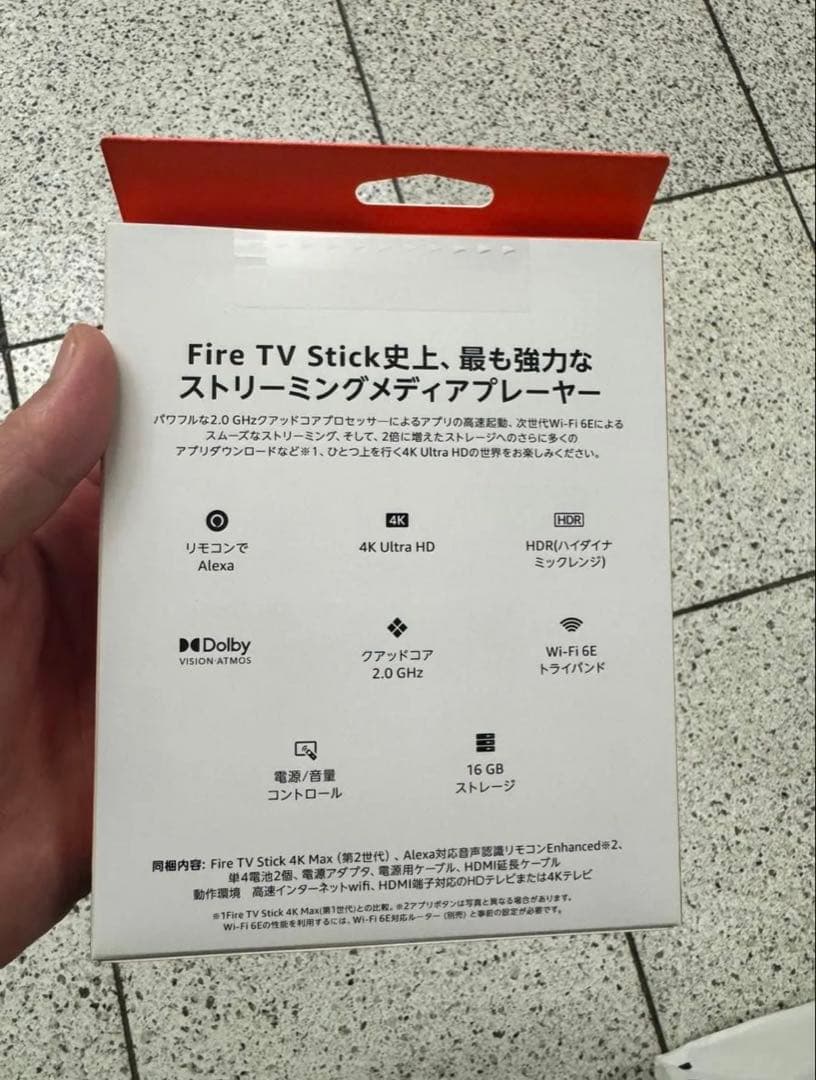 Fire TV Stick史上、最も強力な
ストリーミングメディアプレーヤー
パワフルな2.0 GHzクアッドコアプロセッサーによるアプリの高速起動、次世代Wi-Fi 6Eによる
スムーズなストリーミング、そして、2倍に増えたストレージへのさらに多くの
アプリダウンロードなど※1、ひとつ上を行く4K Ultra HDの世界をお楽しみください。
リモコンで
Alexa
4K
4K Ultra HD
HDR
HDR(ハイダイナ
ミックレンジ)
Dolby
VISION·ATMOS
クアッドコア
2.0 GHz
Wi-Fi 6E
トライバンド
電源/音量
コントロール
16 GB
ストレージ
同梱内容: Fire TV Stick 4K Max (第2世代) 、Alexa対応音声認識リモコンEnhanced※2、
単4電池2個、電源アダプタ、電源用ケーブル、HDMI延長ケーブル
動作環境 高速インターネットwifi、HDMI端子対応のHDテレビまたは4Kテレビ
※1Fire TV Stick 4K Max(第1世代)との比較。※2アプリボタンは写真と異なる場合があります。
Wi-Fi 6Eの性能を利用するには、Wi-Fi 6E対応ルーター (別売) と事前の設定が必要です。